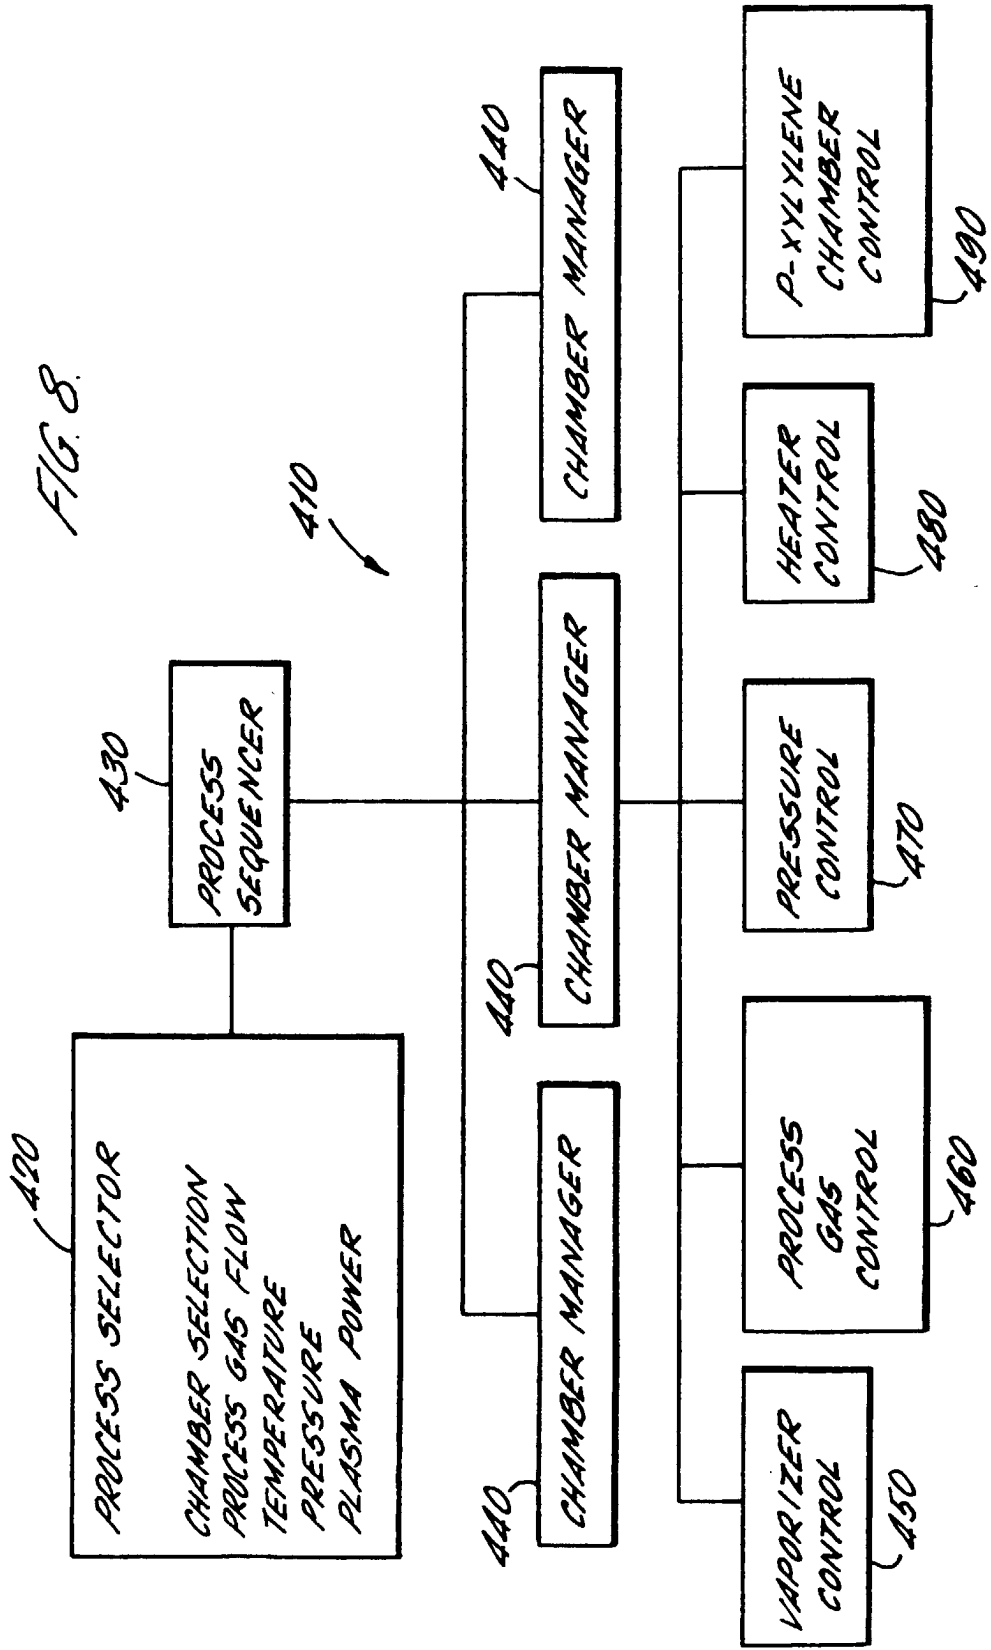 FIG. 8.
410
420
PROCESS SELECTOR
CHAMBER SELECTION
PROCESS GAS FLOW
TEMPERATURE
PRESSURE
PLASMA POWER
430
PROCESS
SEQUENCER
440
CHAMBER MANAGER
440
CHAMBER MANAGER
440
CHAMBER MANAGER
VAPORIZER
CONTROL
450
PROCESS
GAS
CONTROL
460
PRESSURE
CONTROL
470
HEATER
CONTROL
480
P-XYLYLENE
CHAMBER
CONTROL
490